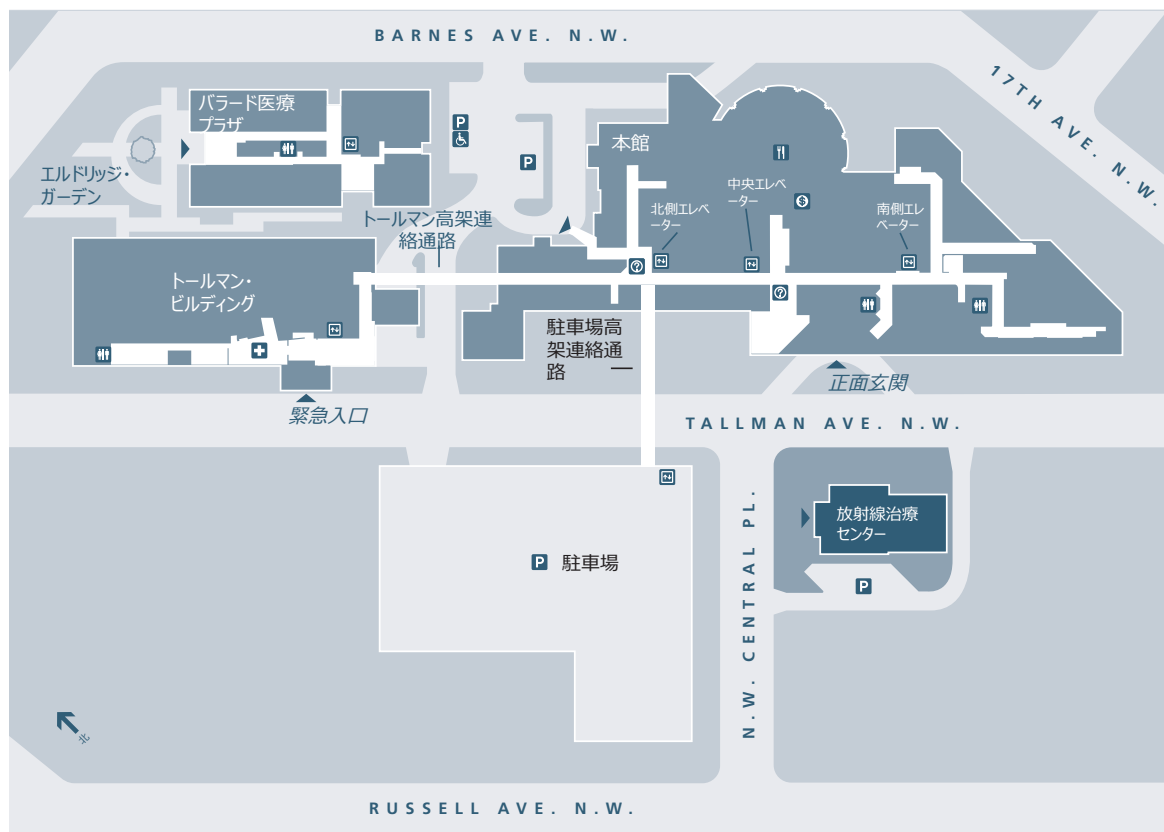 BARNES AVE. N.W.
17TH AVE. N.W.
バラード医療
プラザ
P
P
本館
エルドリッジ・
ガーデン
中央エレベ
ーター
北側エレベ
ーター
南側エレ
ベーター
トールマン高架連
絡通路
トールマン・
ビルディング
?
$
?
駐車場高
架連絡通
路
正面玄関
緊急入口
TALLMAN AVE. N.W.
放射線治療
センター
P 駐車場
P
N.W. CENTRAL PL.
北
RUSSELL AVE. N.W.